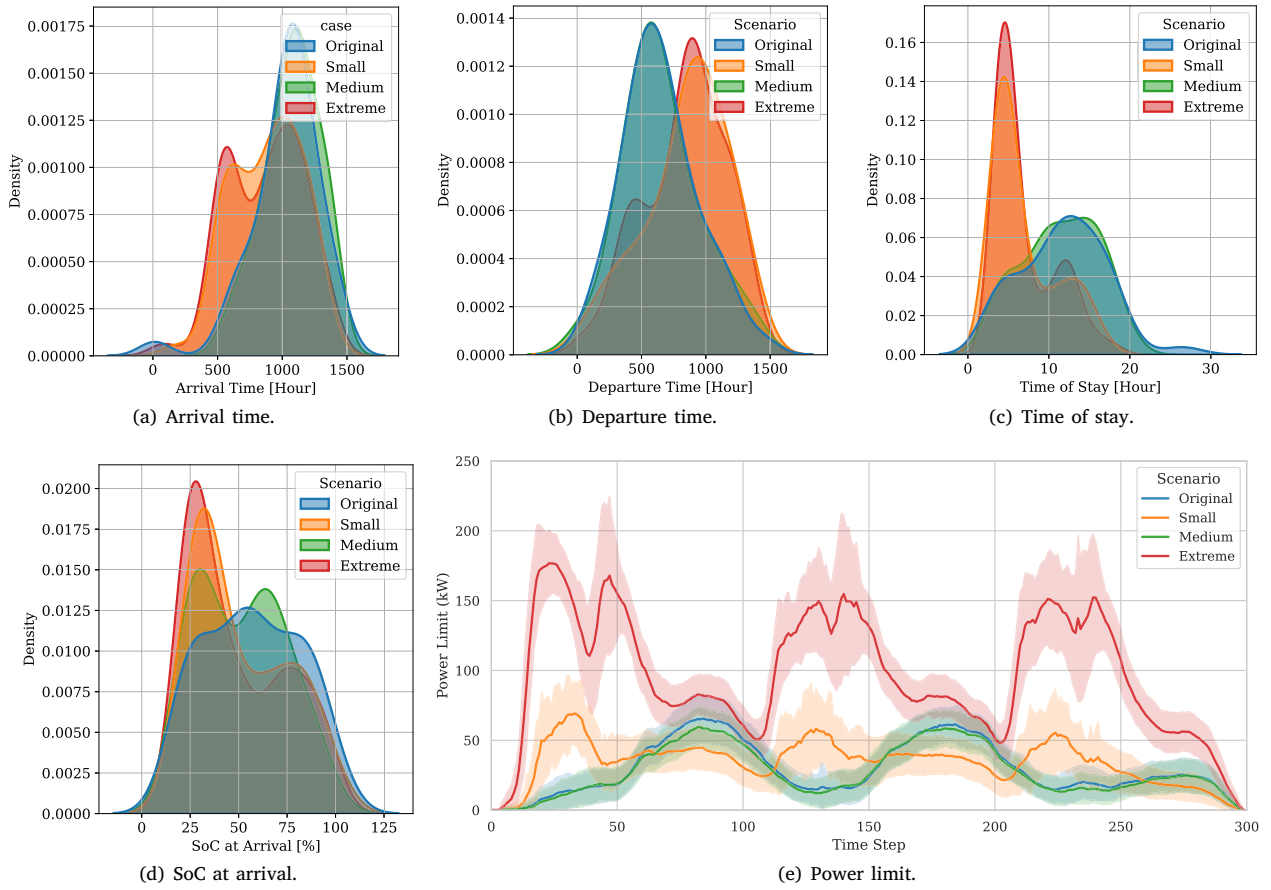 0.00175
0.00150
0.00125
0.00100
0.00075
0.00050
0.00025
0.00000
Density
0
500
1000
1500
Arrival Time [Hour]
case
Original
Small
Medium
Extreme
(a) Arrival time.
0.0014
0.0012
0.0010
0.0008
0.0006
0.0004
0.0002
0.0000
Density
0
500
1000
1500
Departure Time [Hour]
Scenario
Original
Small
Medium
Extreme
(b) Departure time.
0.16
0.14
0.12
0.10
0.08
0.06
0.04
0.02
0.00
Density
0
10
20
30
Time of Stay [Hour]
Scenario
Original
Small
Medium
Extreme
(c) Time of stay.
0.0200
0.0175
0.0150
0.0125
0.0100
0.0075
0.0050
0.0025
0.0000
Density
0
25
50
75
100
125
SoC at Arrival [%]
Scenario
Original
Small
Medium
Extreme
(d) SoC at arrival.
250
200
150
100
50
0
Power Limit (kW)
0
50
100
150
200
250
300
Time Step
Scenario
Original
Small
Medium
Extreme
(e) Power limit.